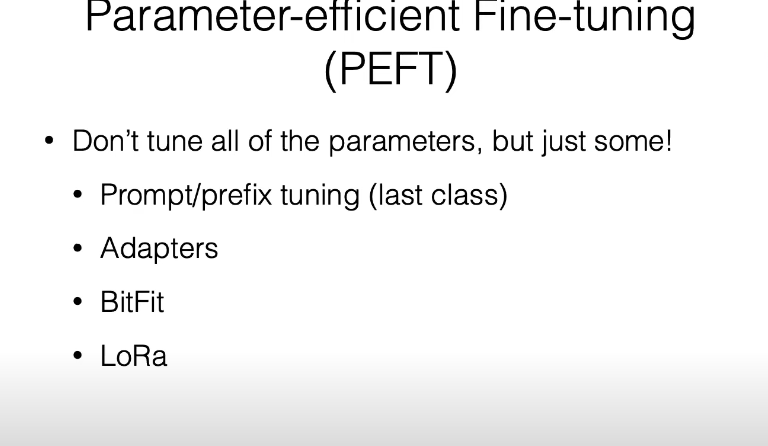 Parameter-efficient Fine-tuning
(PEFT)
• Don’t tune all of the parameters, but just some!
• Prompt/prefix tuning (last class)
• Adapters
• BitFit
• LoRa